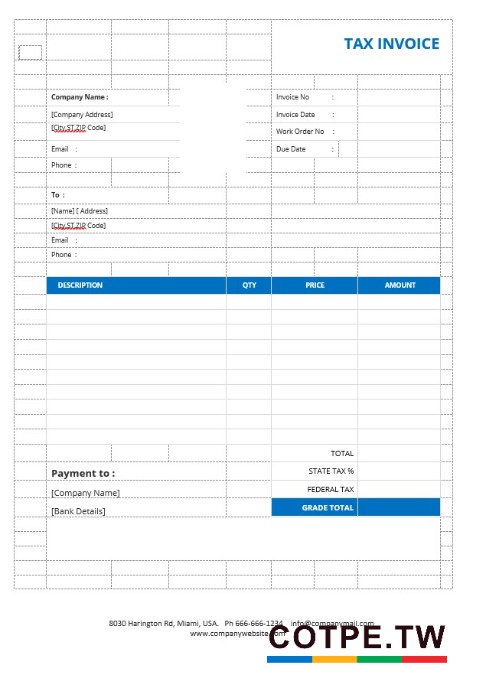 TAX INVOICE
Company Name :
Invoice No :
[Company Address]
Invoice Date :
[City,ST,ZIP Code]
Work Order No :
Email :
Due Date :
Phone :
To :
[Name] [ Address]
[City,ST,ZIP Code]
Email :
Phone :
DESCRIPTION QTY PRICE AMOUNT
TOTAL
Payment to :
STATE TAX %
[Company Name]
FEDERAL TAX
[Bank Details]
GRADE TOTAL
8030 Harington Rd, Miami, USA. Ph 666-666-1234 info@companymail.com
www.companywebsite.com
COTPE.TW